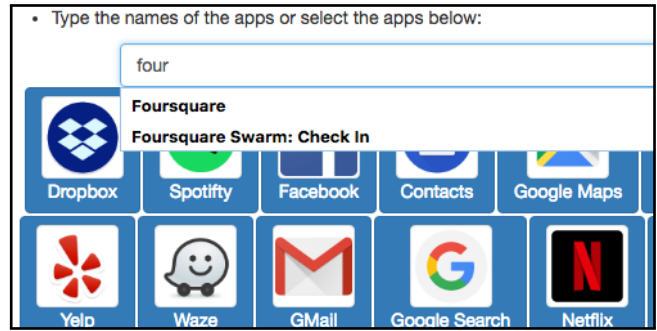 • Type the names of the apps or select the apps below:
four
Foursquare
Foursquare Swarm: Check In
Dropbox Spotifty Facebook Contacts Google Maps
Yelp Waze GMail Google Search Netflix